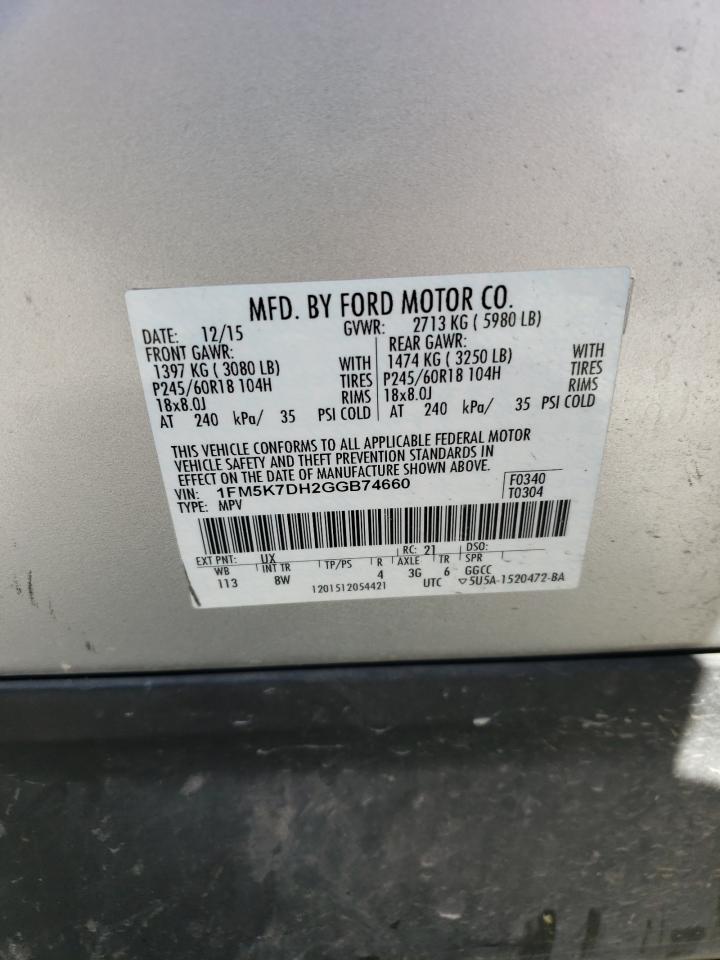 MFD. BY FORD MOTOR CO.
DATE: 12/15 GVWR: 2713 KG ( 5980 LB)
FRONT GAWR: REAR GAWR:
1397 KG ( 3080 LB) WITH 1474 KG ( 3250 LB) WITH
P245/60R18 104H TIRES P245/60R18 104H TIRES
18x8.0J RIMS 18x8.0J RIMS
AT 240 kPa/ 35 PSI COLD AT 240 kPa/ 35 PSI COLD
THIS VEHICLE CONFORMS TO ALL APPLICABLE FEDERAL MOTOR
VEHICLE SAFETY AND THEFT PREVENTION STANDARDS IN
EFFECT ON THE DATE OF MANUFACTURE SHOWN ABOVE.
VIN: 1FM5K7DH2GGB74660 F0340
TYPE: MPV T0304
EXT PNT: UX RC: 21 DSO:
WB INT TR TP/PS R AXLE TR SPR
113 8W 4 3G 6 GGCC
1201512054421 UTC ▽5U5A-1520472-BA